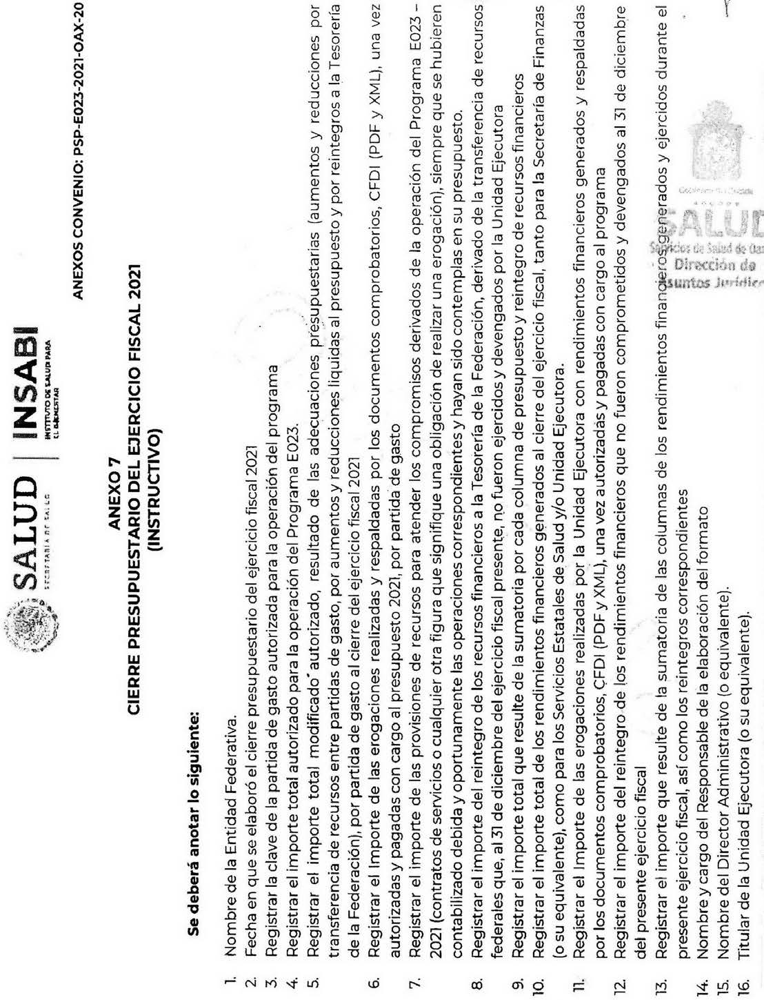 SALUD
SECRETARÍA DE SALUD
INSABI
INSTITUTO DE SALUD PARA
EL BIENESTAR
ANEXOS CONVENIO: PSP-E023-2021-OAX-20
ANEXO 7
CIERRE PRESUPUESTARIO DEL EJERCICIO FISCAL 2021
(INSTRUCTIVO)
Se deberá anotar lo siguiente:
1. Nombre de la Entidad Federativa.
2. Fecha en que se elaboró el cierre presupuestario del ejercicio fiscal 2021
3. Registrar la clave de la partida de gasto autorizada para la operación del programa
4. Registrar el importe total autorizado para la operación del Programa E023.
5. Registrar el importe total modificado autorizado, resultado de las adecuaciones presupuestarias (aumentos y reducciones por
transferencia de recursos entre partidas de gasto, por aumentos y reducciones liquidas al presupuesto y por reintegros a la Tesorería
de la Federación), por partida de gasto al cierre del ejercicio fiscal 2021
6. Registrar el Importe de las erogaciones realizadas y respaldadas por los documentos comprobatorios, CFDI (PDF y XML), una vez
autorizadas y pagadas con cargo al presupuesto 2021, por partida de gasto
7. Registrar el importe de las provisiones de recursos para atender los compromisos derivados de la operación del Programa E023 –
2021 (contratos de servicios o cualquier otra figura que signifique una obligación de realizar una erogación), siempre que se hubieren
contabilizado debida y oportunamente las operaciones correspondientes y hayan sido contemplas en su presupuesto.
8. Registrar el importe del reintegro de los recursos financieros a la Tesorería de la Federación, derivado de la transferencia de recursos
federales que, al 31 de diciembre del ejercicio fiscal presente, no fueron ejercidos y devengados por la Unidad Ejecutora
9. Registrar el importe total que resulte de la sumatoria por cada columna de presupuesto y reintegro de recursos financieros
10. Registrar el importe total de los rendimientos financieros generados al cierre del ejercicio fiscal, tanto para la Secretaría de Finanzas
(o su equivalente), como para los Servicios Estatales de Salud y/o Unidad Ejecutora.
11. Registrar el Importe de las erogaciones realizadas por la Unidad Ejecutora con rendimientos financieros generados y respaldadas
por los documentos comprobatorios, CFDI (PDF y XML), una vez autorizadas y pagadas con cargo al programa
12. Registrar el importe del reintegro de los rendimientos financieros que no fueron comprometidos y devengados al 31 de diciembre
del presente ejercicio fiscal
13. Registrar el importe que resulte de la sumatoria de las columnas de los rendimientos financieros generados y ejercidos durante el
presente ejercicio fiscal, así como los reintegros correspondientes
14. Nombre y cargo del Responsable de la elaboración del formato
15. Nombre del Director Administrativo (o equivalente).
16. Titular de la Unidad Ejecutora (o su equivalente).
SALUD
Servicios de Salud de Oax
Dirección de
Asuntos Jurídic